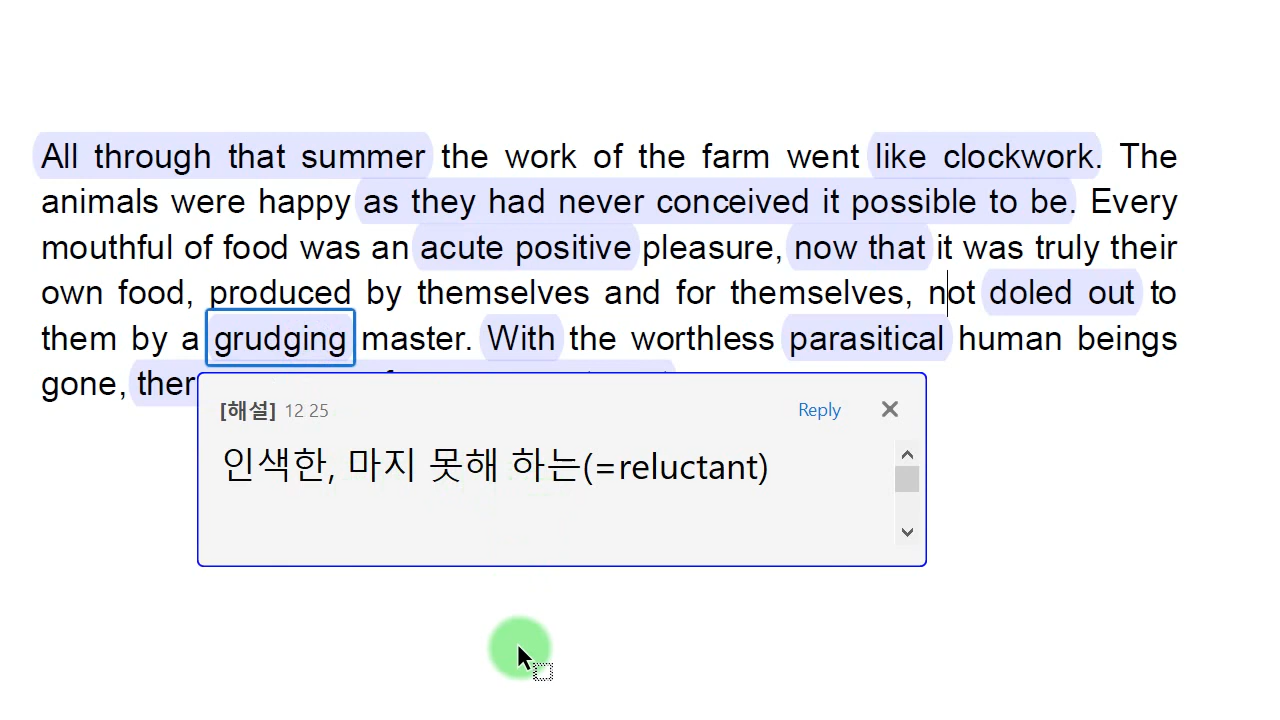 All through that summer the work of the farm went like clockwork. The
animals were happy as they had never conceived it possible to be. Every
mouthful of food was an acute positive pleasure, now that it was truly their
own food, produced by themselves and for themselves, not doled out to
them by a grudging master. With the worthless parasitical human beings
gone,
[해설] 12 25
Reply
인색한, 마지 못해 하는(=reluctant)